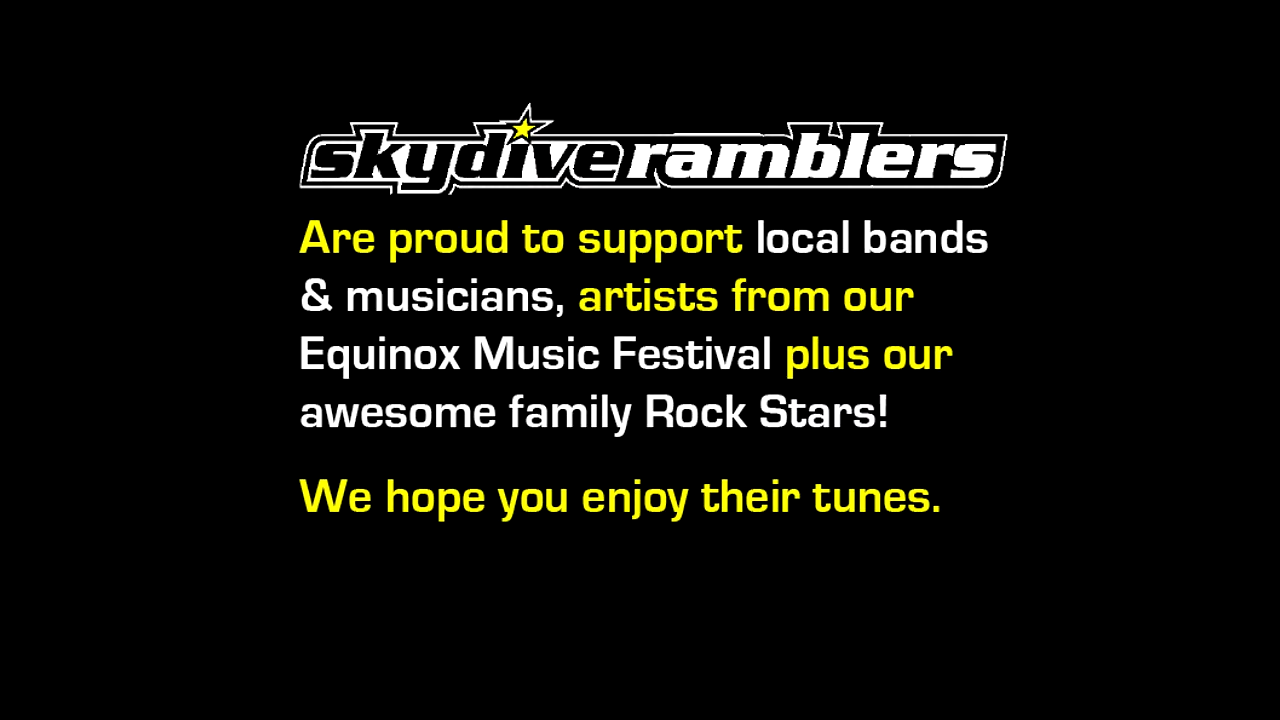 skydiveramblers
Are proud to support local bands
& musicians, artists from our
Equinox Music Festival plus our
awesome family Rock Stars!
We hope you enjoy their tunes.